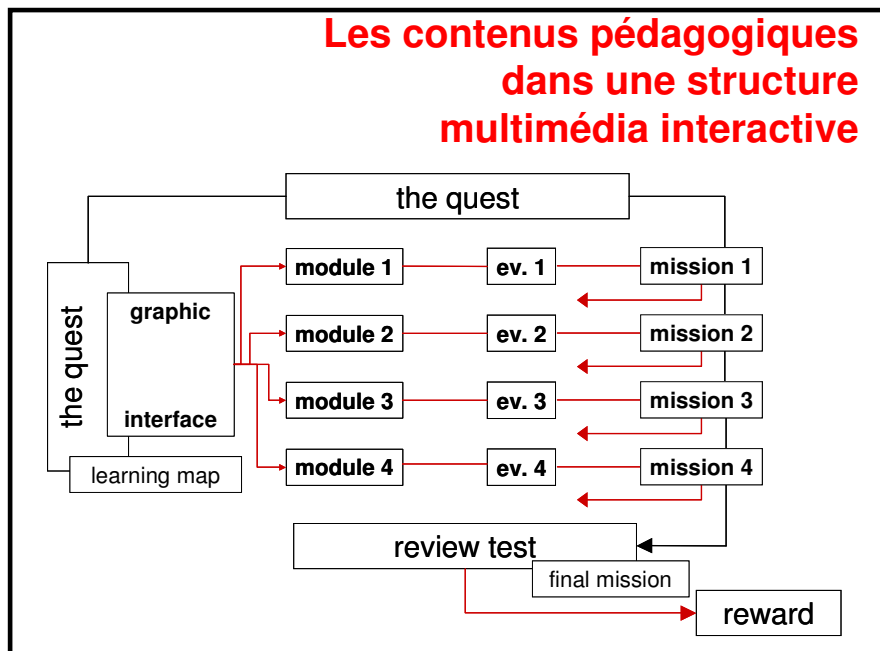 Les contenus pédagogiques
dans une structure
multimédia interactive
the quest
the quest
graphic
interface
learning map
module 1
ev. 1
mission 1
module 2
ev. 2
mission 2
module 3
ev. 3
mission 3
module 4
ev. 4
mission 4
review test
final mission
reward